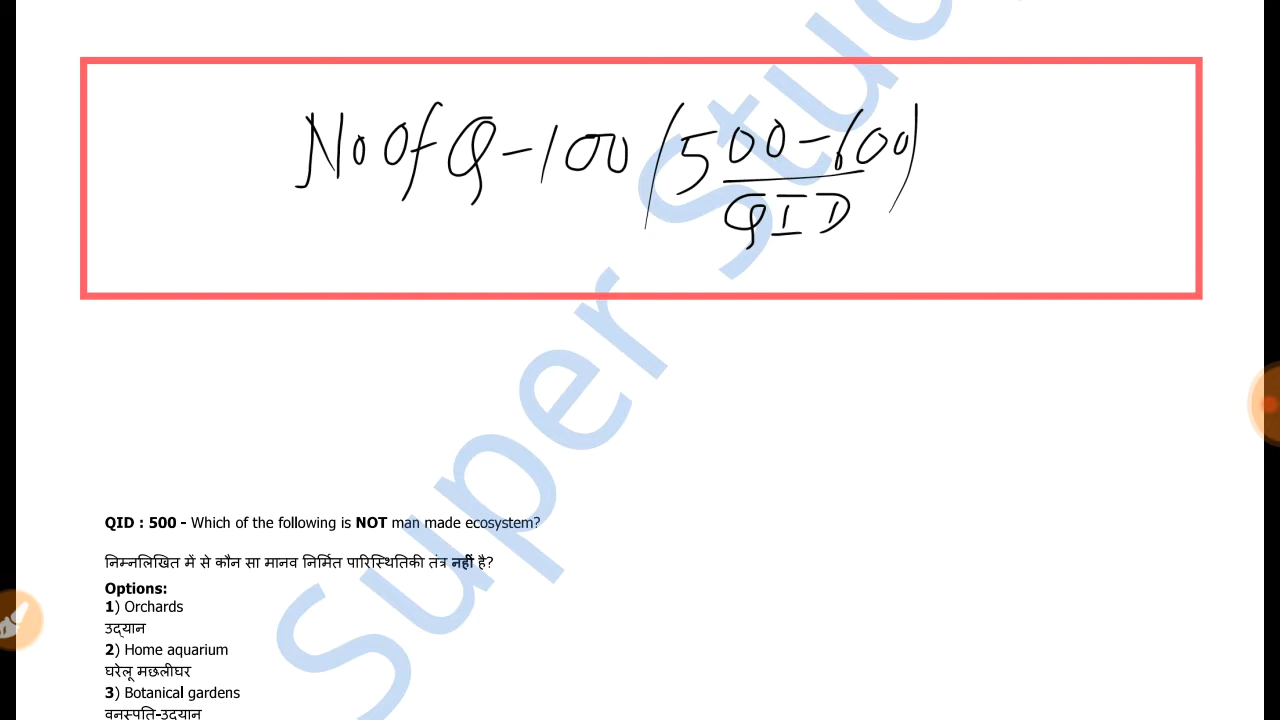 No Of Q - 100 (500-600)
QID
Super Stud
QID : 500 - Which of the following is NOT man made ecosystem?
निम्नलिखित में से कौन सा मानव निर्मित पारिस्थितिकी तंत्र नहीं है?
Options:
1) Orchards
उद्यान
2) Home aquarium
घरेलू मछलीघर
3) Botanical gardens
वनस्पति-उद्यान